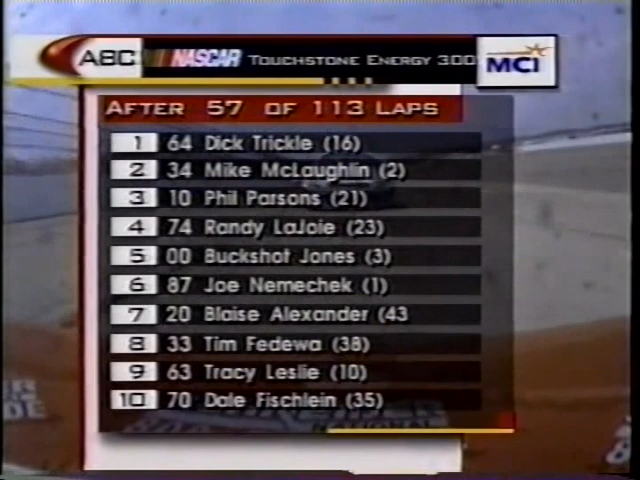 ABC NASCAR TOUCHSTONE ENERGY 300 MCI
AFTER 57 OF 113 LAPS
1 64 Dick Trickle (16)
2 34 Mike McLaughlin (2)
3 10 Phil Parsons (21)
4 74 Randy LaJoie (23)
5 00 Buckshot Jones (3)
6 87 Joe Nemechek (1)
7 20 Blaise Alexander (43
8 33 Tim Fedewa (38)
9 63 Tracy Leslie (10)
10 70 Dale Fischlein (35)